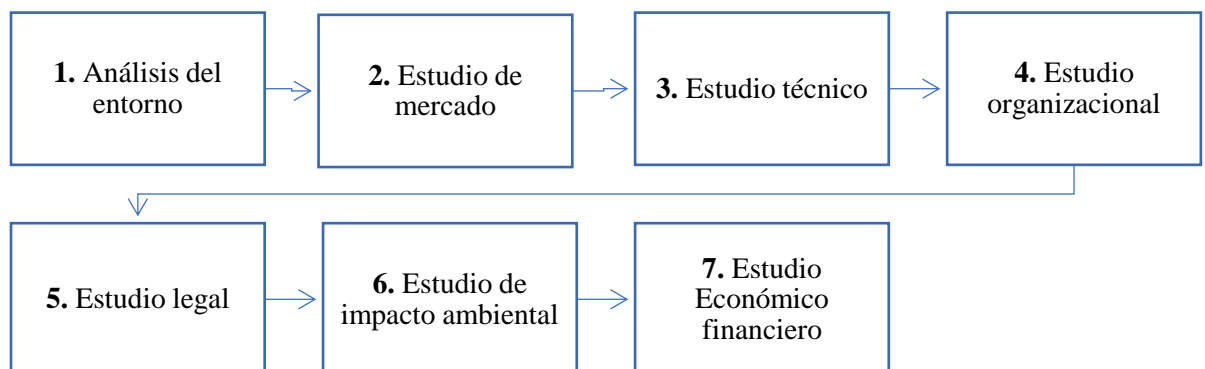 1. Análisis del
entorno
2. Estudio de
mercado
3. Estudio técnico
4. Estudio
organizacional
5. Estudio legal
6. Estudio de
impacto ambiental
7. Estudio
Económico
financiero